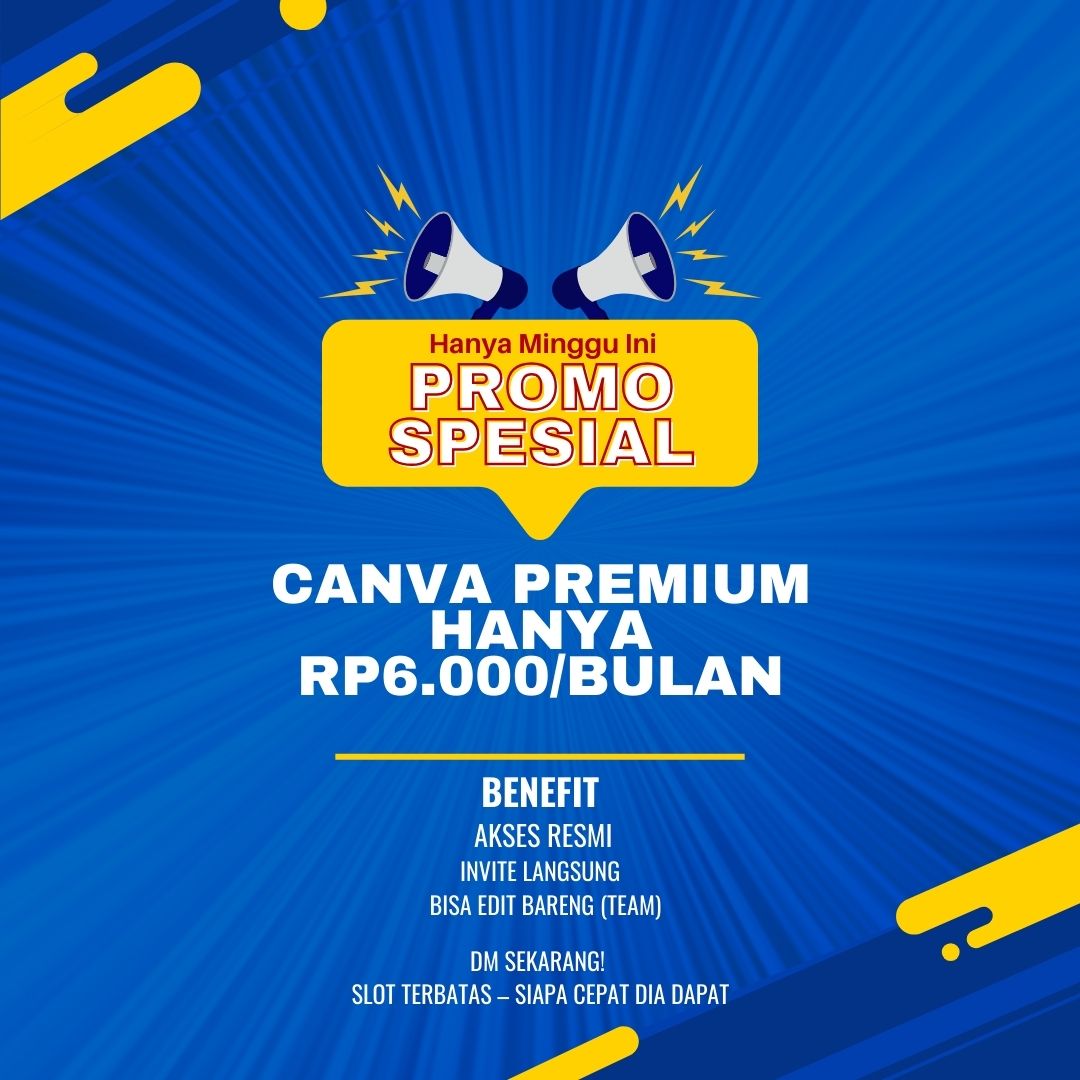 Hanya Minggu Ini
PROMO
SPESIAL
CANVA PREMIUM
HANYA
RP6.000/BULAN
BENEFIT
AKSES RESMI
INVITE LANGSUNG
BISA EDIT BARENG (TEAM)
DM SEKARANG!
SLOT TERBATAS – SIAPA CEPAT DIA DAPAT